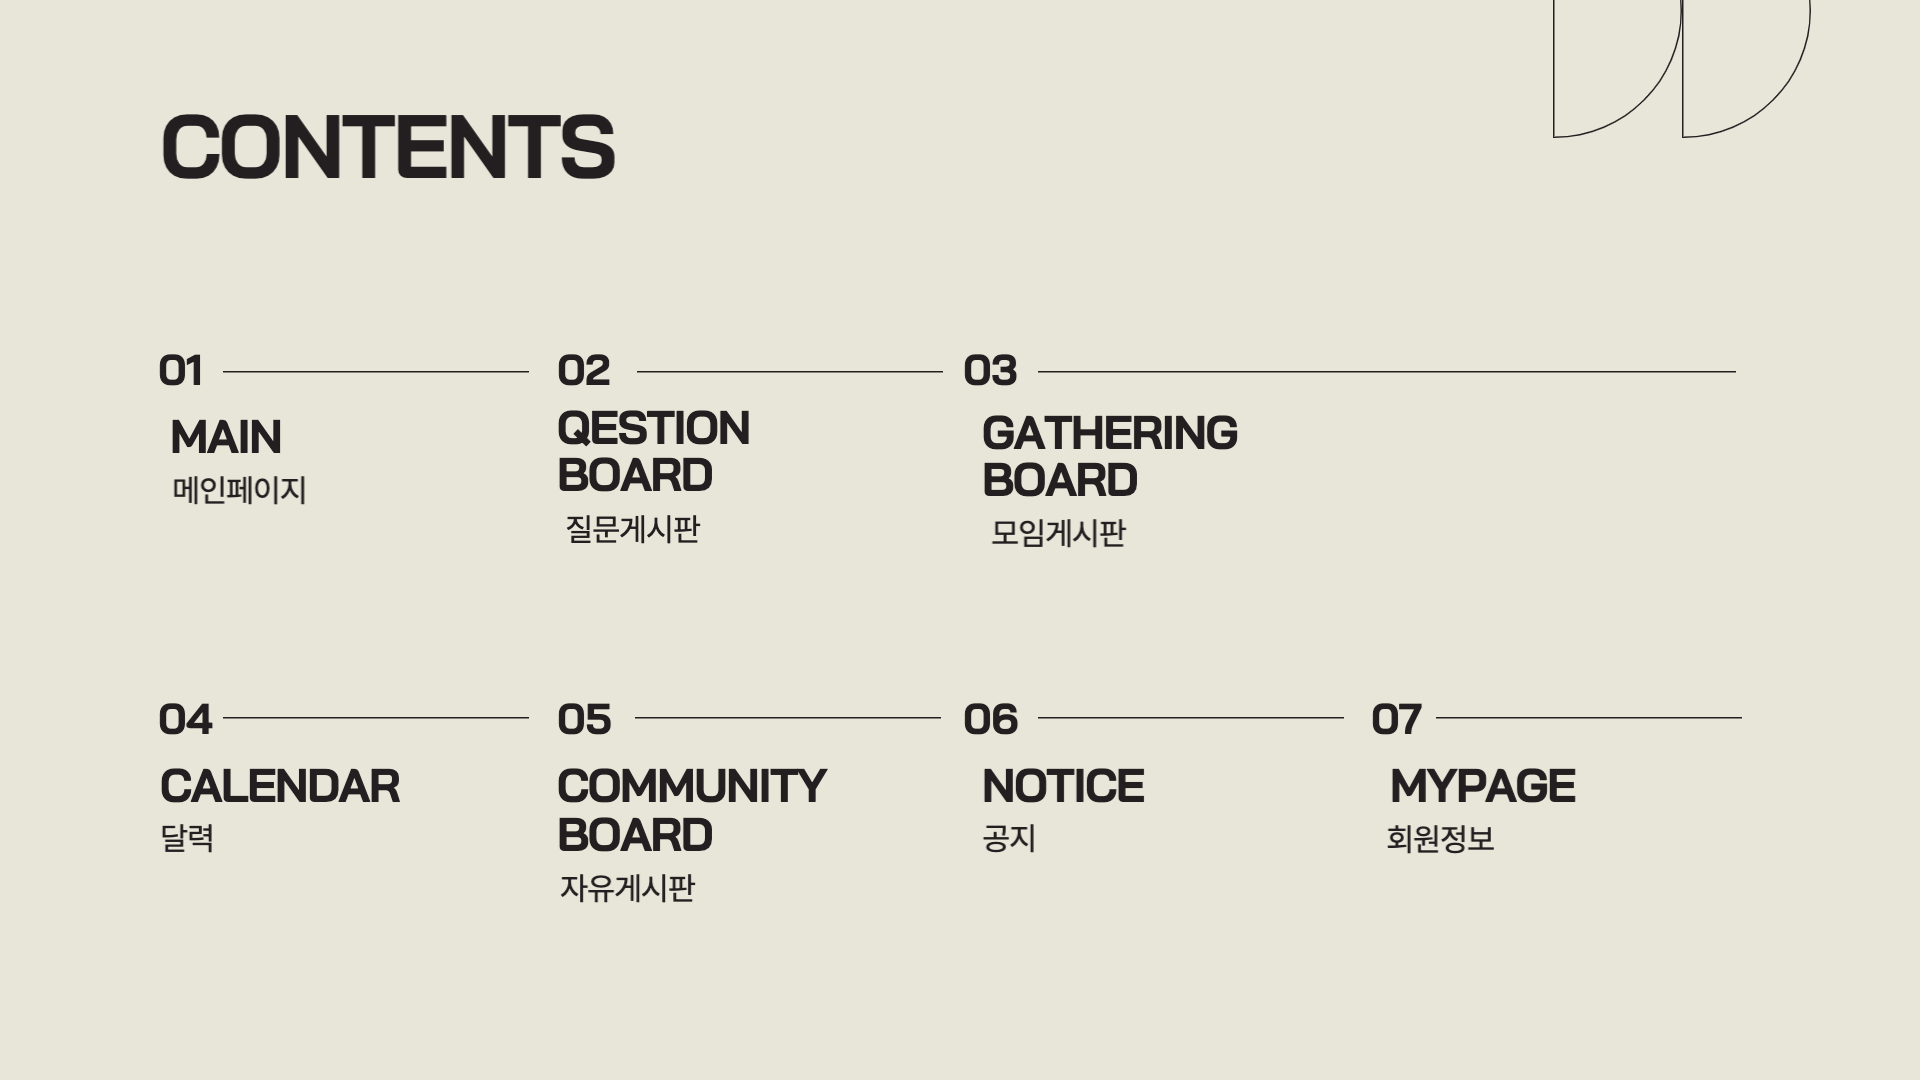 CONTENTS
01
MAIN
메인페이지
02
QESTION
BOARD
질문게시판
03
GATHERING
BOARD
모임게시판
04
CALENDAR
달력
05
COMMUNITY
BOARD
자유게시판
06
NOTICE
공지
07
MYPAGE
회원정보